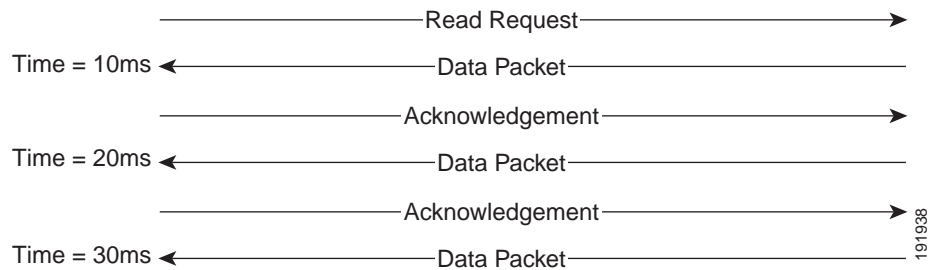 Read Request
Time = 10ms Data Packet
Acknowledgement
Time = 20ms Data Packet
Acknowledgement
Time = 30ms Data Packet
191938